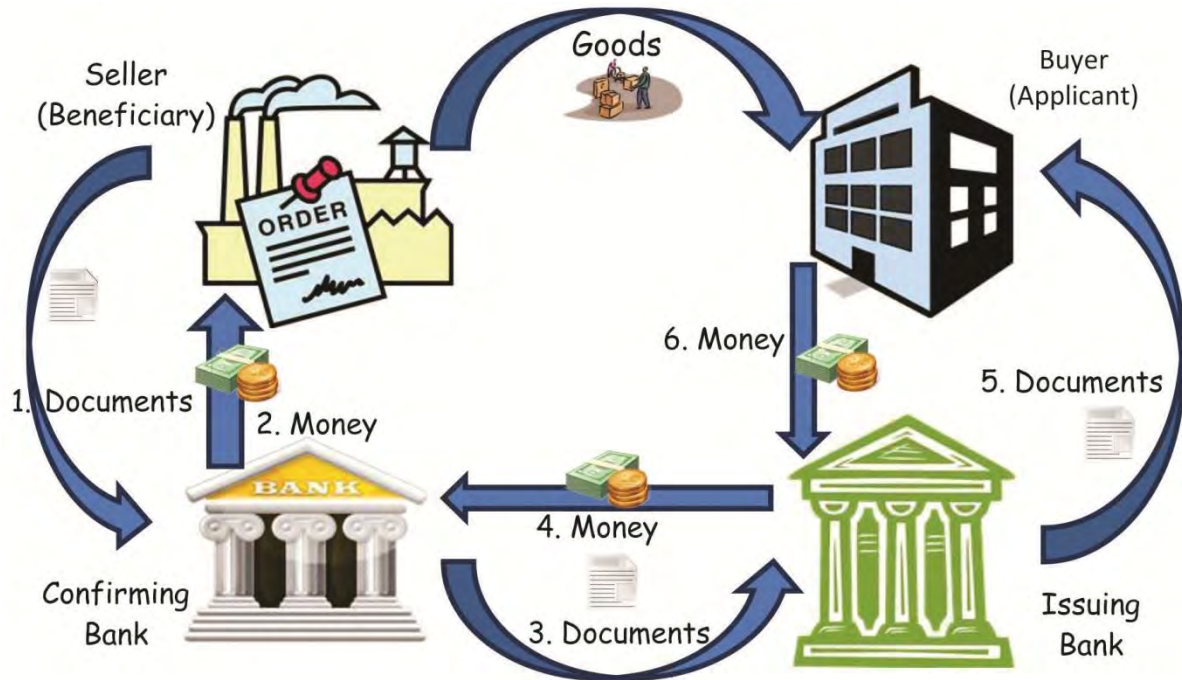 Goods
Seller
(Beneficiary)
Buyer
(Applicant)
ORDER
6. Money
5. Documents
1. Documents
2. Money
BANK
4. Money
Confirming
Bank
3. Documents
Issuing
Bank